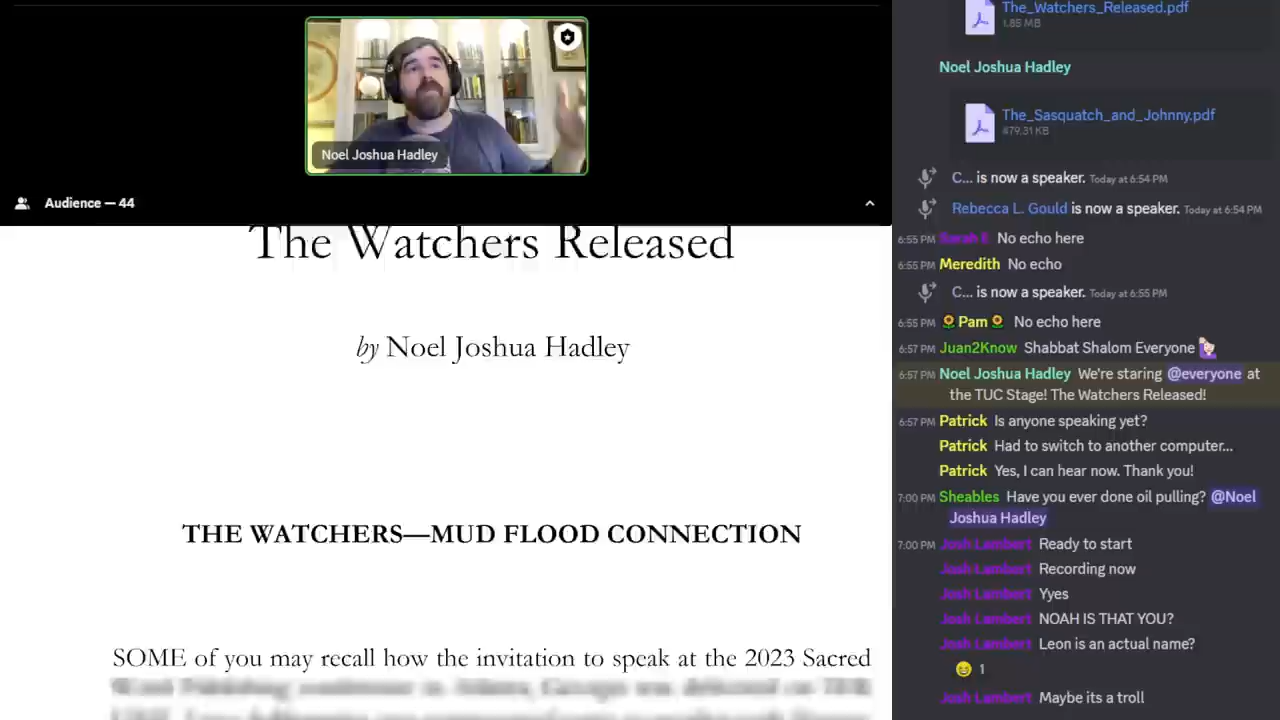 Noel Joshua Hadley
Audience — 44
The Watchers Released
by Noel Joshua Hadley
THE WATCHERS—MUD FLOOD CONNECTION
SOME of you may recall how the invitation to speak at the 2023 Sacred
The_Watchers_Released.pdf
1.85 MB
Noel Joshua Hadley
The_Sasquatch_and_Johnny.pdf
479.31 KB
C... is now a speaker. Today at 6:54 PM
Rebecca L. Gould is now a speaker. Today at 6:54 PM
6:55 PM Sarah E No echo here
6:55 PM Meredith No echo
C... is now a speaker. Today at 6:55 PM
6:55 PM Pam No echo here
6:57 PM Juan2Know Shabbat Shalom Everyone
6:57 PM Noel Joshua Hadley We're staring @everyone at
the TUC Stage! The Watchers Released!
6:57 PM Patrick Is anyone speaking yet?
Patrick Had to switch to another computer...
Patrick Yes, I can hear now. Thank you!
7:00 PM Sheables Have you ever done oil pulling? @Noel
Joshua Hadley
7:00 PM Josh Lambert Ready to start
Josh Lambert Recording now
Josh Lambert Yyes
Josh Lambert NOAH IS THAT YOU?
Josh Lambert Leon is an actual name?
1
Josh Lambert Maybe its a troll